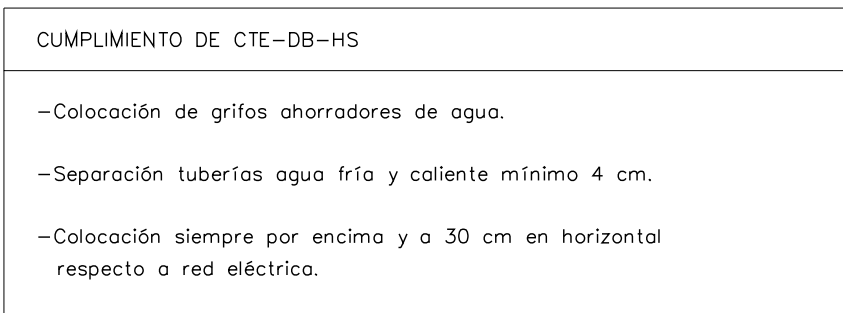 CUMPLIMIENTO DE CTE-DB-HS
-Colocación de grifos ahorradores de agua.
-Separación tuberías agua fría y caliente mínimo 4 cm.
-Colocación siempre por encima y a 30 cm en horizontal
respecto a red eléctrica.